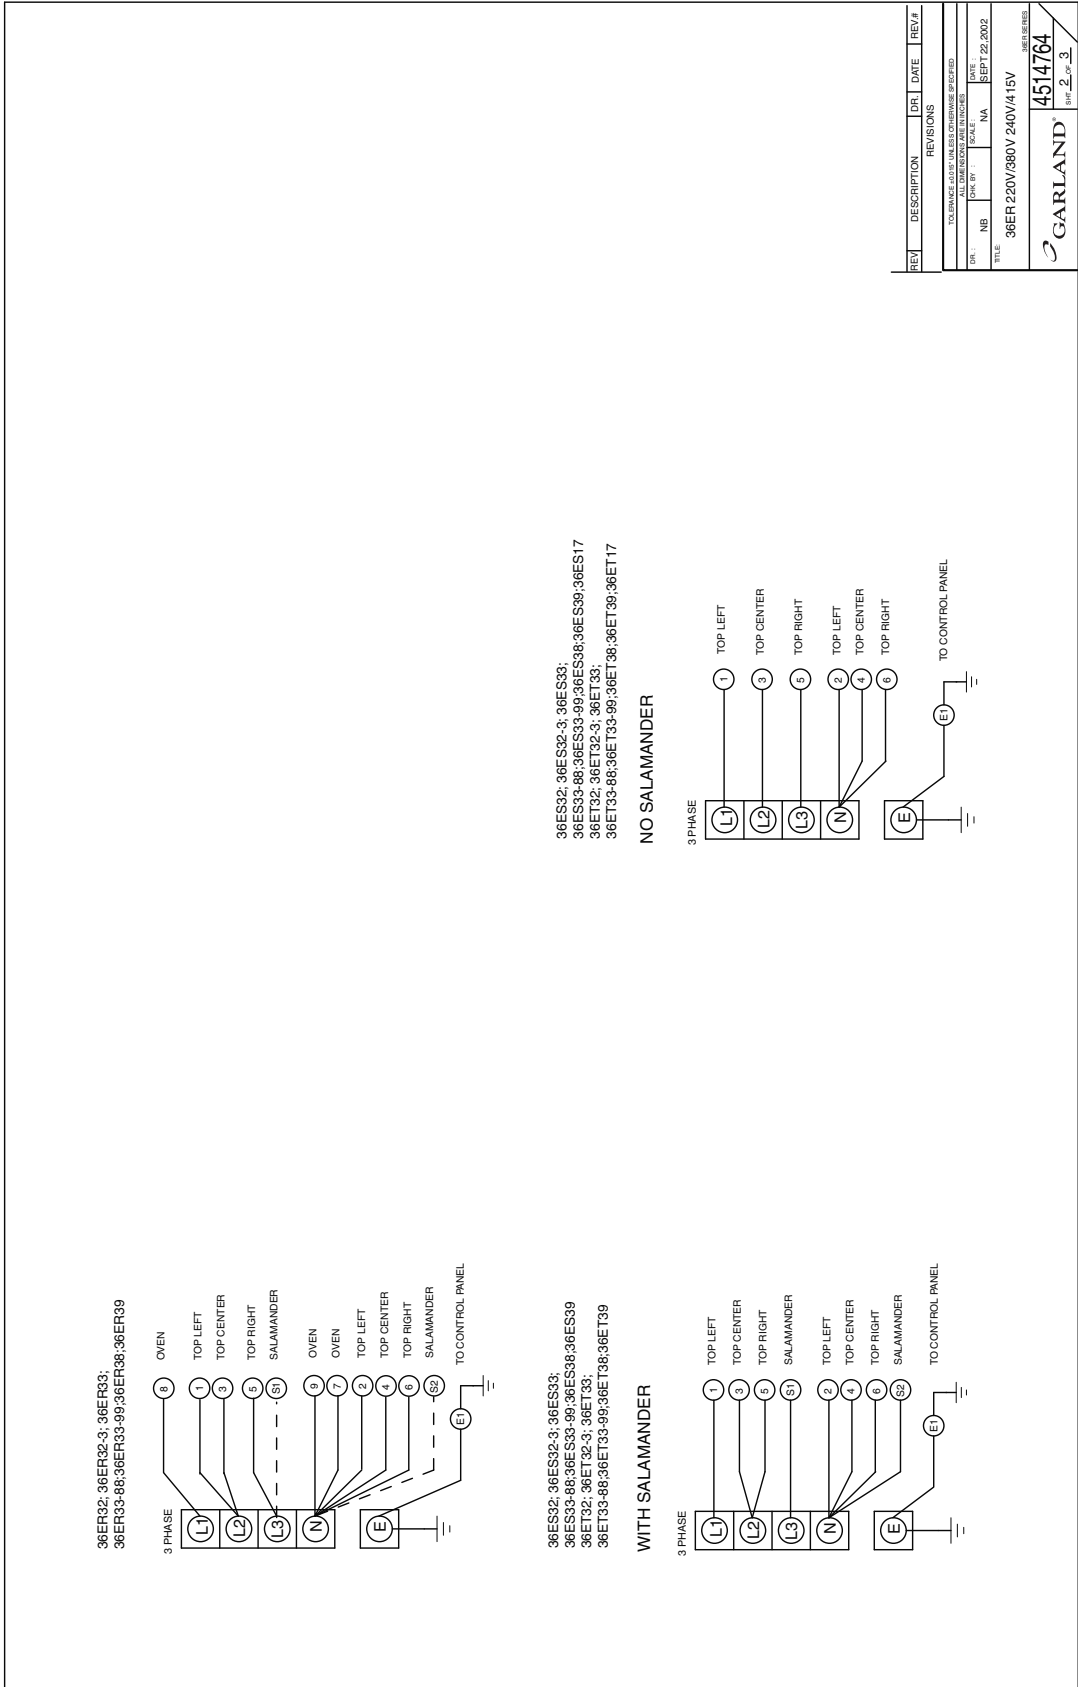 36ER32; 36ER32-3; 36ER33;
36ER33-88;36ER33-99;36ER38;36ER39
3 PHASE
L1
L2
L3
N
E
8 OVEN
1 TOP LEFT
3 TOP CENTER
5 TOP RIGHT
S1 SALAMANDER
9 OVEN
7 OVEN
2 TOP LEFT
4 TOP CENTER
6 TOP RIGHT
S2 SALAMANDER
E1 TO CONTROL PANEL
36ES32; 36ES32-3; 36ES33;
36ES33-88;36ES33-99;36ES38;36ES39
36ET32; 36ET32-3; 36ET33;
36ET33-88;36ET33-99;36ET38;36ET39
WITH SALAMANDER
3 PHASE
L1
L2
L3
N
E
1 TOP LEFT
3 TOP CENTER
5 TOP RIGHT
S1 SALAMANDER
2 TOP LEFT
4 TOP CENTER
6 TOP RIGHT
S2 SALAMANDER
E1 TO CONTROL PANEL
36ES32; 36ES32-3; 36ES33;
36ES33-88;36ES33-99;36ES38;36ES39;36ES17
36ET32; 36ET32-3; 36ET33;
36ET33-88;36ET33-99;36ET38;36ET39;36ET17
NO SALAMANDER
3 PHASE
L1
L2
L3
N
E
1 TOP LEFT
3 TOP CENTER
5 TOP RIGHT
2 TOP LEFT
4 TOP CENTER
6 TOP RIGHT
E1 TO CONTROL PANEL
REV DESCRIPTION DR. DATE REV.#
REVISIONS
TOLERANCE ±0.015" UNLESS OTHERWISE SPECIFIED
ALL DIMENSIONS ARE IN INCHES
DR. : NB CHK. BY : SCALE : NA DATE : SEPT 22,2002
TITLE:
36ER 220V/380V 240V/415V
36ER SERIES
GARLAND®
4514764
SHT 2 OF 3